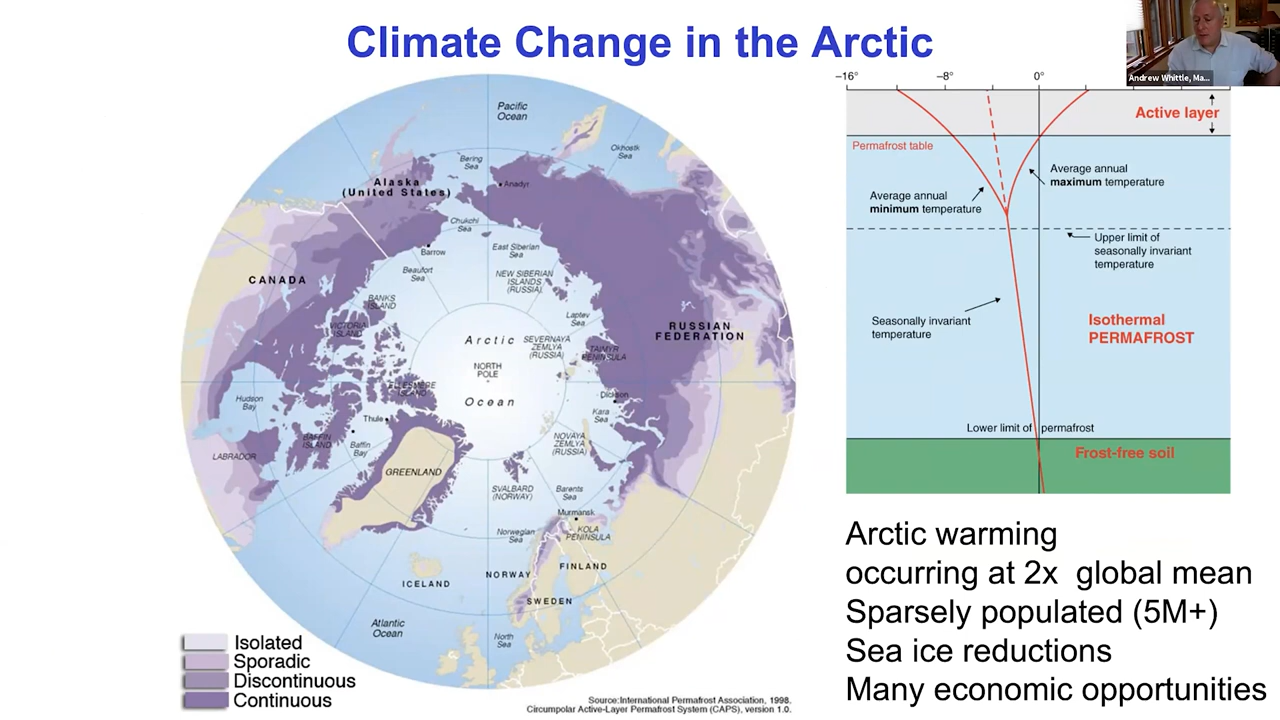 Climate Change in the Arctic
Andrew Whittle, Ma...
Pacific
Ocean
Okhostk
Sea
Bering
Sea
Alaska
(United States)
Anadyr
Chukchi
Sea
Barrow
East Siberian
Sea
Beaufort
Sea
NEW SIBERIAN
ISLANDS
(RUSSIA)
CANADA
BANKS
ISLAND
VICTORIA
ISLAND
Laptev
Sea
RUSSIAN
FEDERATION
Arctic
SEVERNAYA
ZEMLYA
(RUSSIA)
TAIMYR
PENINSULA
NORTH
POLE
ELLESMERE
ISLAND
Ocean
Dickson
Hudson
Bay
Kara
Sea
Thule
BAFFIN
ISLAND
Baffin
Bay
NOVAYA
ZEMLYA
(RUSSIA)
LABRADOR
GREENLAND
SVALBARD
(NORWAY)
Barents
Sea
Murmansk
Norwegian
Sea
KOLA
PENINSULA
ICELAND
NORWAY
FINLAND
SWEDEN
Atlantic
Ocean
North
Sea
Isolated
Sporadic
Discontinuous
Continuous
Source:International Permafrost Association, 1998.
Circumpolar Active-Layer Permafrost System (CAPS), version 1.0.
-16° -8° 0°
Active layer
Permafrost table
Average annual
maximum temperature
Average annual
minimum temperature
Upper limit of
seasonally invariant
temperature
Seasonally invariant
temperature
Isothermal
PERMAFROST
Lower limit of permafrost
Frost-free soil
Arctic warming
occurring at 2x global mean
Sparsely populated (5M+)
Sea ice reductions
Many economic opportunities